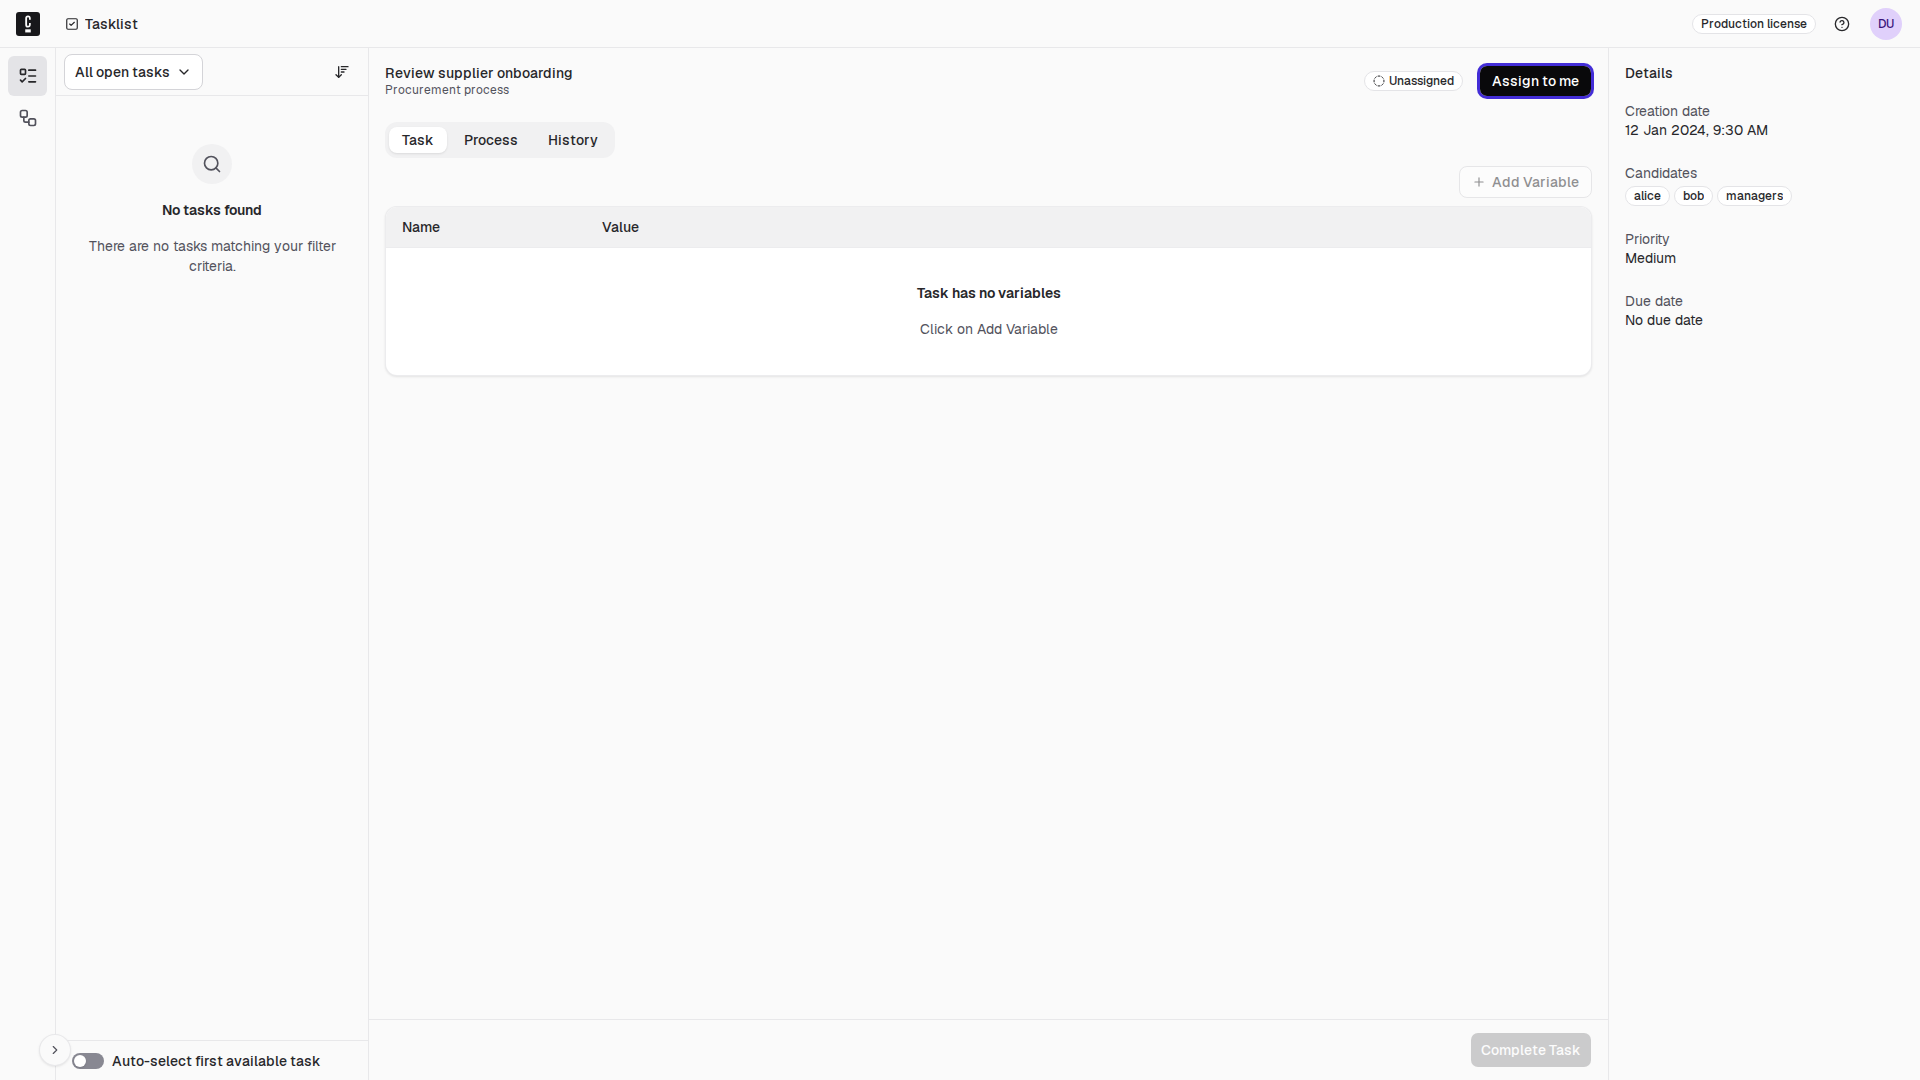 Tasklist
Production license
DU
All open tasks
No tasks found
There are no tasks matching your filter
criteria.
Auto-select first available task
Review supplier onboarding
Procurement process
Unassigned
Assign to me
Task
Process
History
Add Variable
Name
Value
Task has no variables
Click on Add Variable
Complete Task
Details
Creation date
12 Jan 2024, 9:30 AM
Candidates
alice
bob
managers
Priority
Medium
Due date
No due date